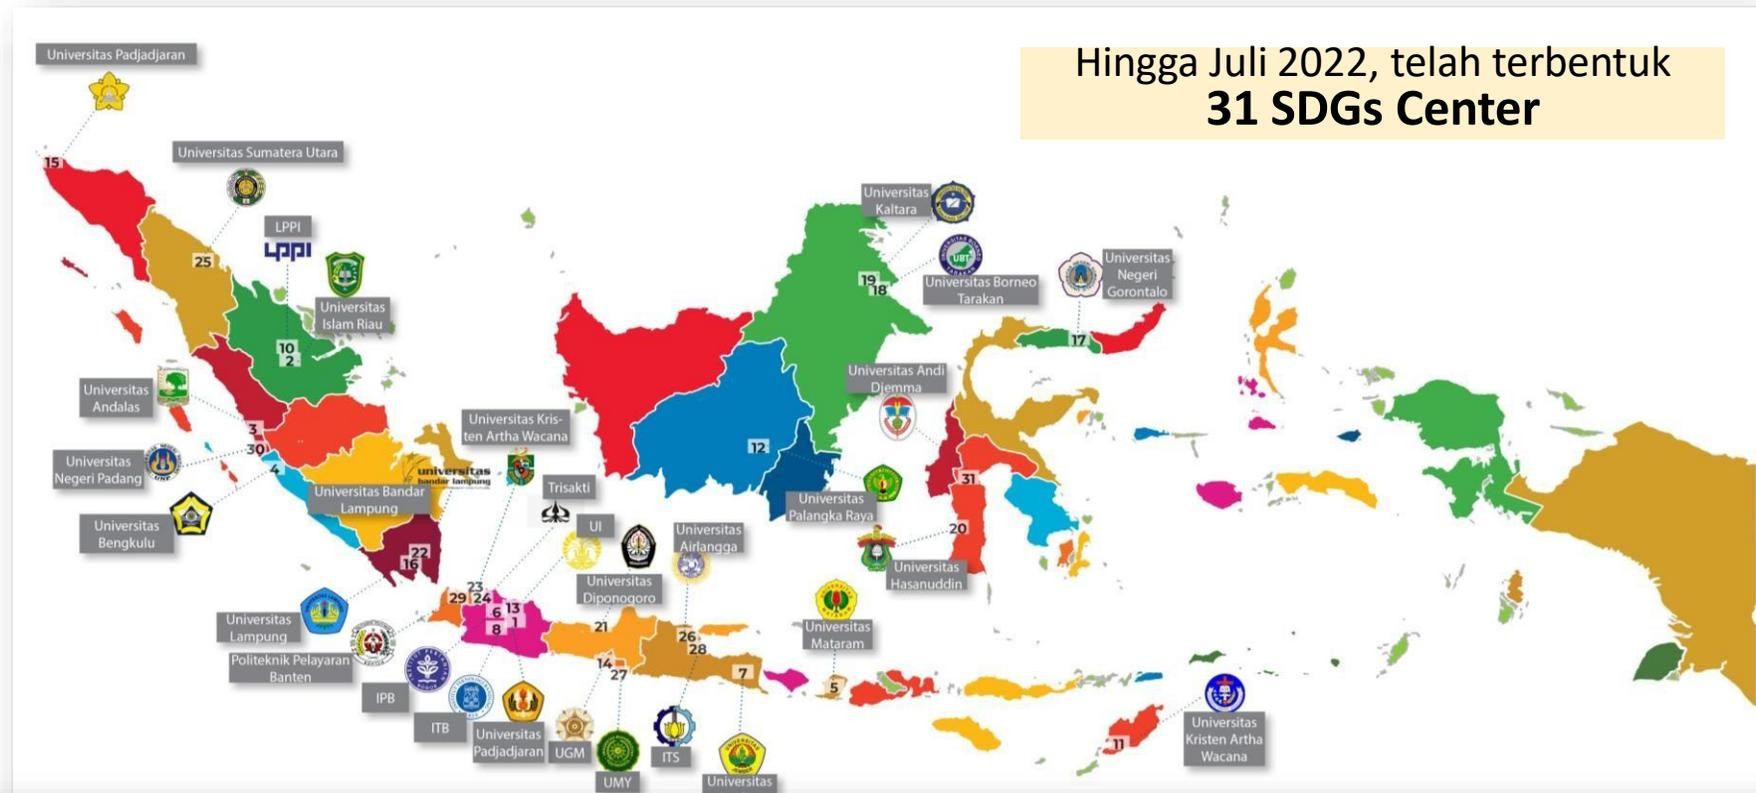 Hingga Juli 2022, telah terbentuk
31 SDGs Center
Universitas Padjadjaran
15
Universitas Sumatera Utara
25
LPPI
LPPI
Universitas
Islam Riau
10
2
Universitas
Andalas
3
Universitas
Negeri Padang
30
Universitas
Bengkulu
4
universitas
bandar lampung
Universitas Bandar
Lampung
22
16
Universitas
Lampung
Politeknik Pelayaran
Banten
Universitas Kris-
ten Artha Wacana
Trisakti
UI
Universitas
Diponogoro
Universitas
Airlangga
23
29
24
6
8
13
1
21
14
27
26
28
7
IPB
ITB
Universitas
Padjadjaran
UGM
UMY
ITS
Universitas
Universitas
Kaltara
UBT
Universitas Borneo
Tarakan
19
18
12
Universitas
Palangka Raya
Universitas Andi
Djemma
Universitas
Negeri
Gorontalo
17
31
20
Universitas
Hasanuddin
Universitas
Mataram
5
11
Universitas
Kristen Artha
Wacana